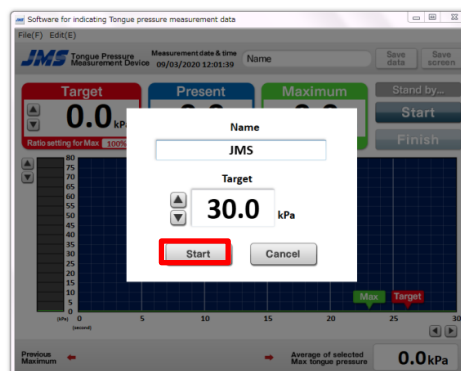 Software for indicating Tongue pressure measurement data
File(F) Edit(E)
JMS Tongue Pressure Measurement Device
Measurement date & time
09/03/2020 12:01:39
Name
Save data
Save screen
Target
Present
Maximum
Stand by...
0.0 kPa
Start
Finish
Ratio setting for Max 100%
Name
JMS
Target
30.0 kPa
Start
Cancel
80
75
70
65
60
55
50
45
40
35
30
25
20
15
10
5
Max
Target
[kPa] 0 5 10 15 20 25 30
[second]
Previous Maximum
Average of selected Max tongue pressure
0.0 kPa